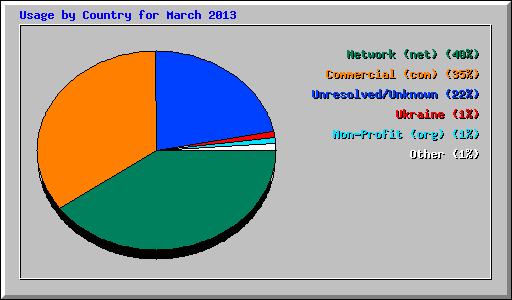 Usage by Country for March 2013
Network (net) (40%)
Commercial (com) (35%)
Unresolved/Unknown (22%)
Ukraine (1%)
Non-Profit (org) (1%)
Other (1%)